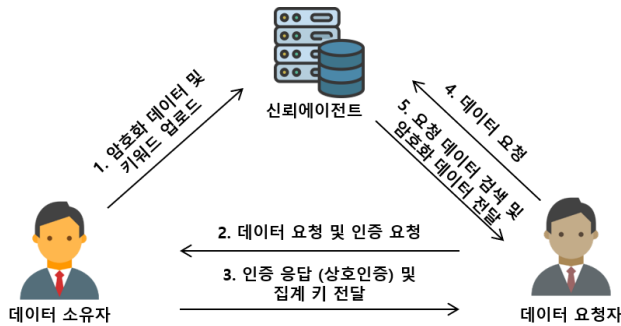 신뢰에이전트
1. 암호화 데이터 및
키워드 업로드
4. 데이터 요청
5. 요청 데이터 검색 및
암호화 데이터 전달
2. 데이터 요청 및 인증 요청
3. 인증 응답 (상호인증) 및
집계 키 전달
데이터 소유자
데이터 요청자